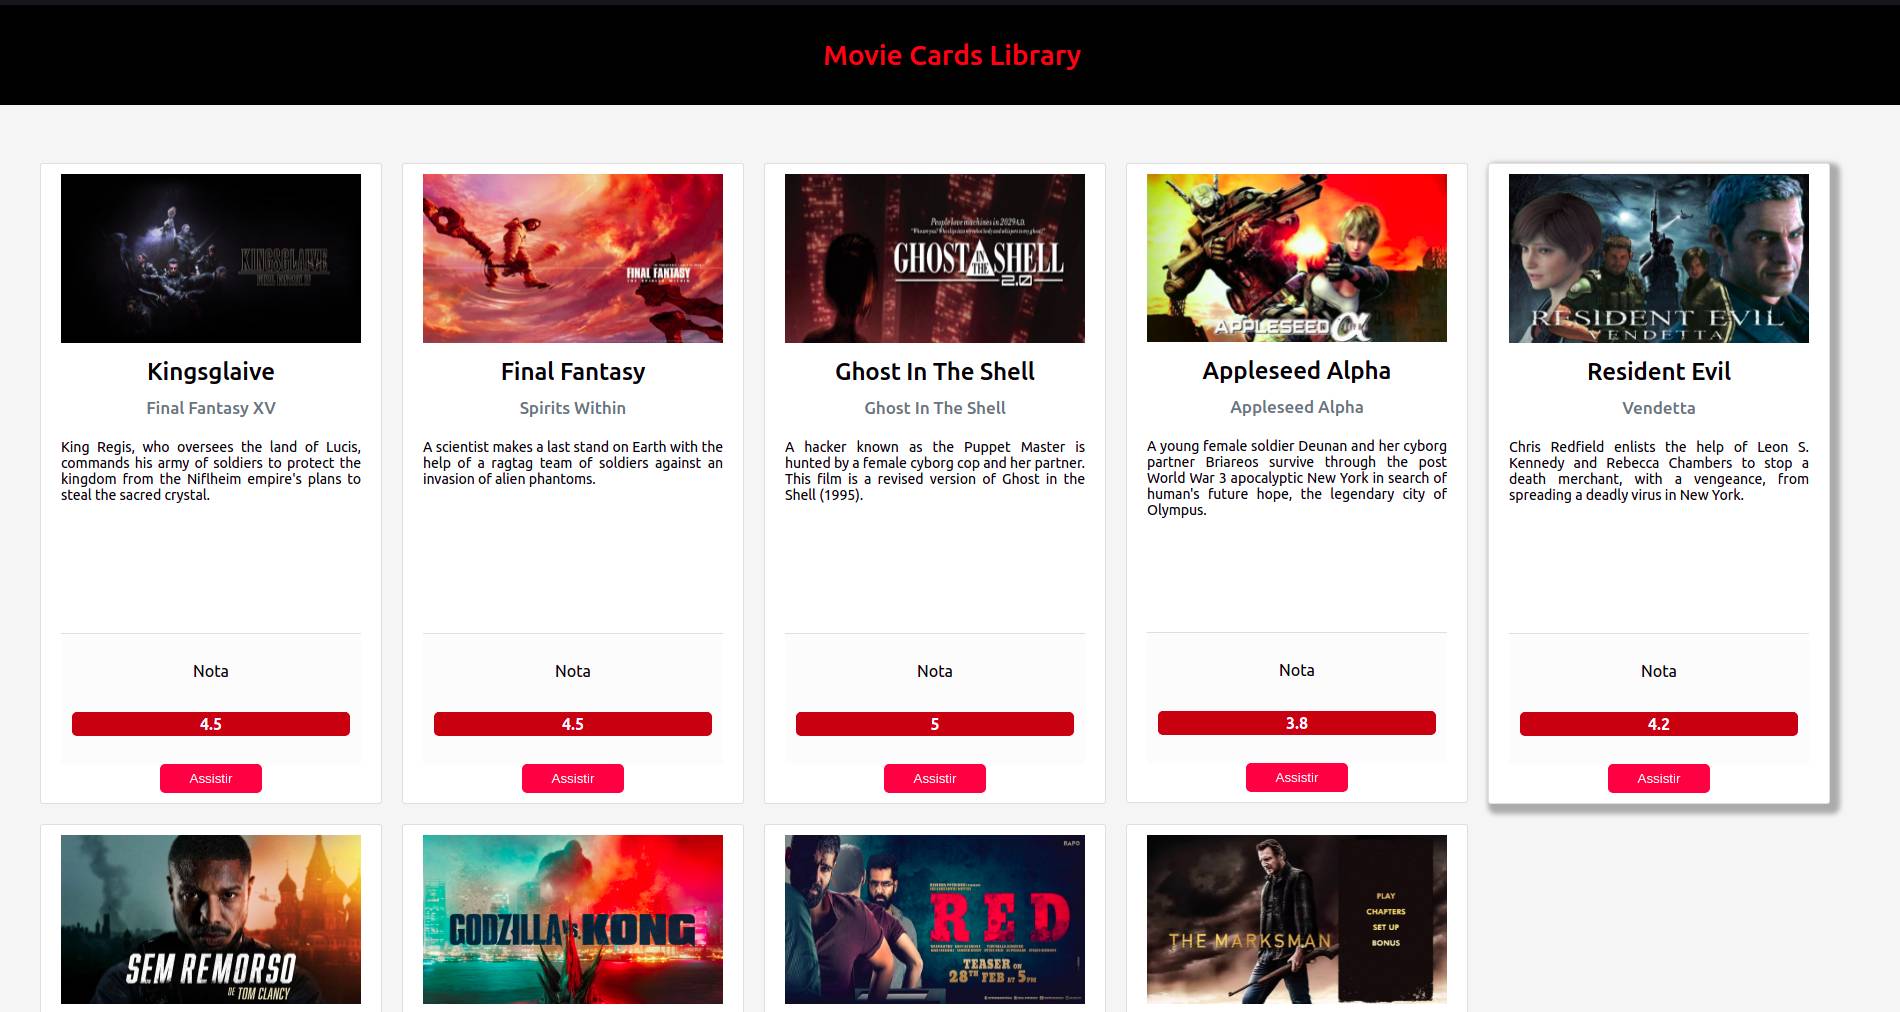 Movie Cards Library
KINGSGLAIVE
FINAL FANTASY XV
FINAL FANTASY
THE SPIRITS WITHIN
People love machines in 2029 A.D.
GHOST IN THE SHELL
2.0
APPLESEED α
RESIDENT EVIL
VENDETTA
Kingsglaive
Final Fantasy
Ghost In The Shell
Appleseed Alpha
Resident Evil
Final Fantasy XV
Spirits Within
Ghost In The Shell
Appleseed Alpha
Vendetta
King Regis, who oversees the land of Lucis,
commands his army of soldiers to protect the
kingdom from the Niflheim empire's plans to
steal the sacred crystal.
A scientist makes a last stand on Earth with the
help of a ragtag team of soldiers against an
invasion of alien phantoms.
A hacker known as the Puppet Master is
hunted by a female cyborg cop and her partner.
This film is a revised version of Ghost in the
Shell (1995).
A young female soldier Deunan and her cyborg
partner Briareos survive through the post
World War 3 apocalyptic New York in search of
human's future hope, the legendary city of
Olympus.
Chris Redfield enlists the help of Leon S.
Kennedy and Rebecca Chambers to stop a
death merchant, with a vengeance, from
spreading a deadly virus in New York.
Nota
Nota
Nota
Nota
Nota
4.5
4.5
5
3.8
4.2
Assistir
Assistir
Assistir
Assistir
Assistir
SEM REMORSO
DE TOM CLANCY
GODZILLA VS. KONG
RAPO
RED
TEASER ON
28TH FEB AT 5PM
THE MARKSMAN
PLAY
CHAPTERS
SET UP
BONUS